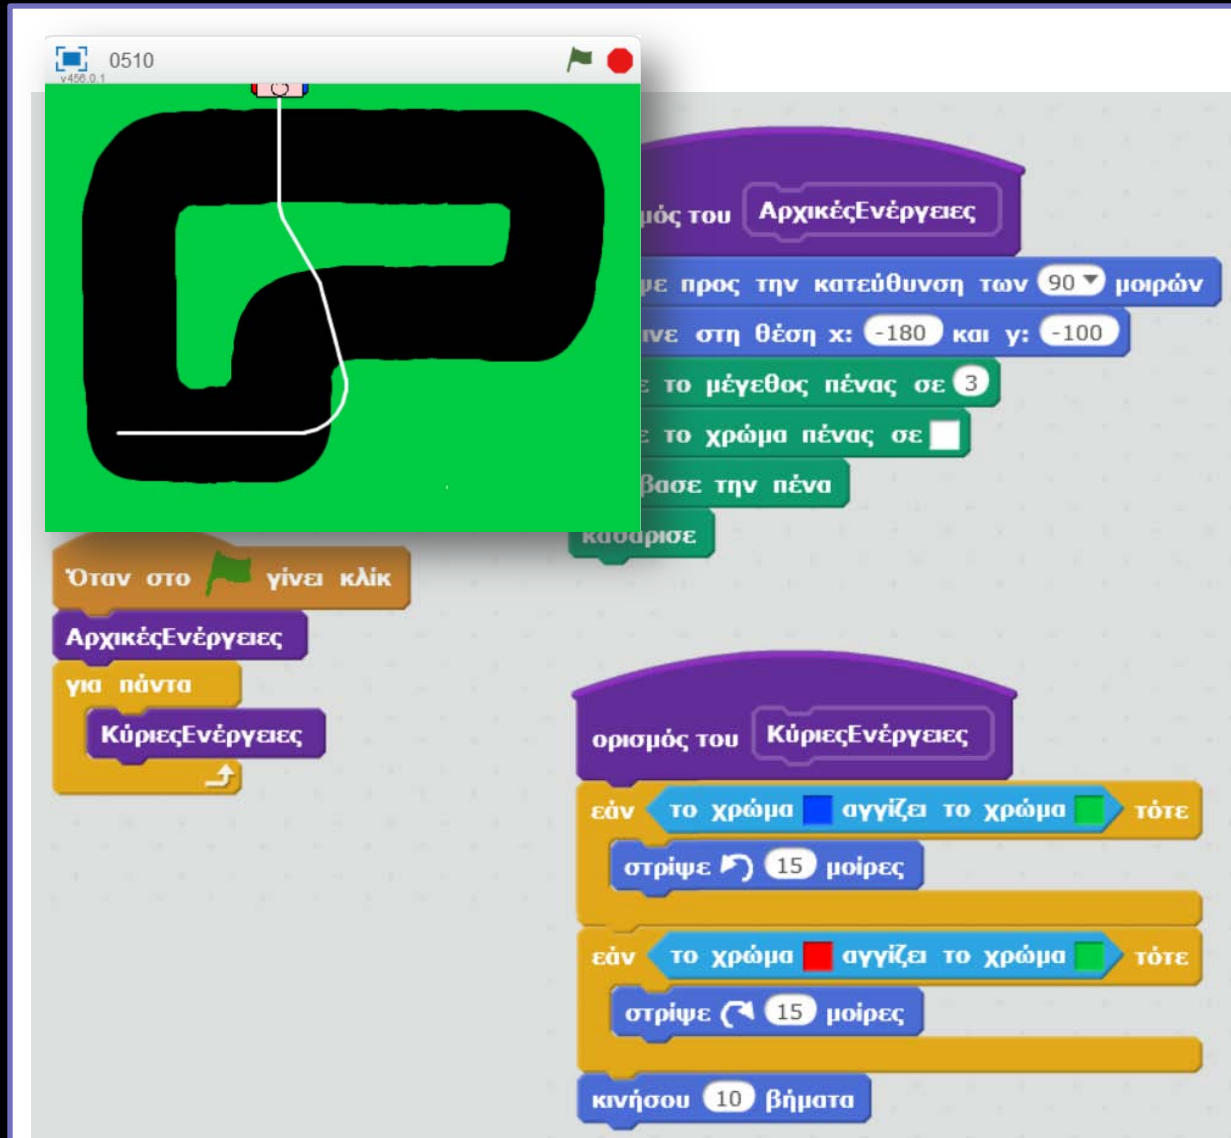 0510
v456.0.1
μός του ΑρχικέςΕνέργειες
ψε προς την κατεύθυνση των 90 μοιρών
ινε στη θέση x: -180 και y: -100
ε το μέγεθος πένας σε 3
ε το χρώμα πένας σε
βασε την πένα
καθάρισε
Όταν στο γίνει κλίκ
ΑρχικέςΕνέργειες
για πάντα
ΚύριεςΕνέργειες
ορισμός του ΚύριεςΕνέργειες
εάν το χρώμα αγγίζει το χρώμα τότε
στρίψε 15 μοίρες
εάν το χρώμα αγγίζει το χρώμα τότε
στρίψε 15 μοίρες
κινήσου 10 βήματα